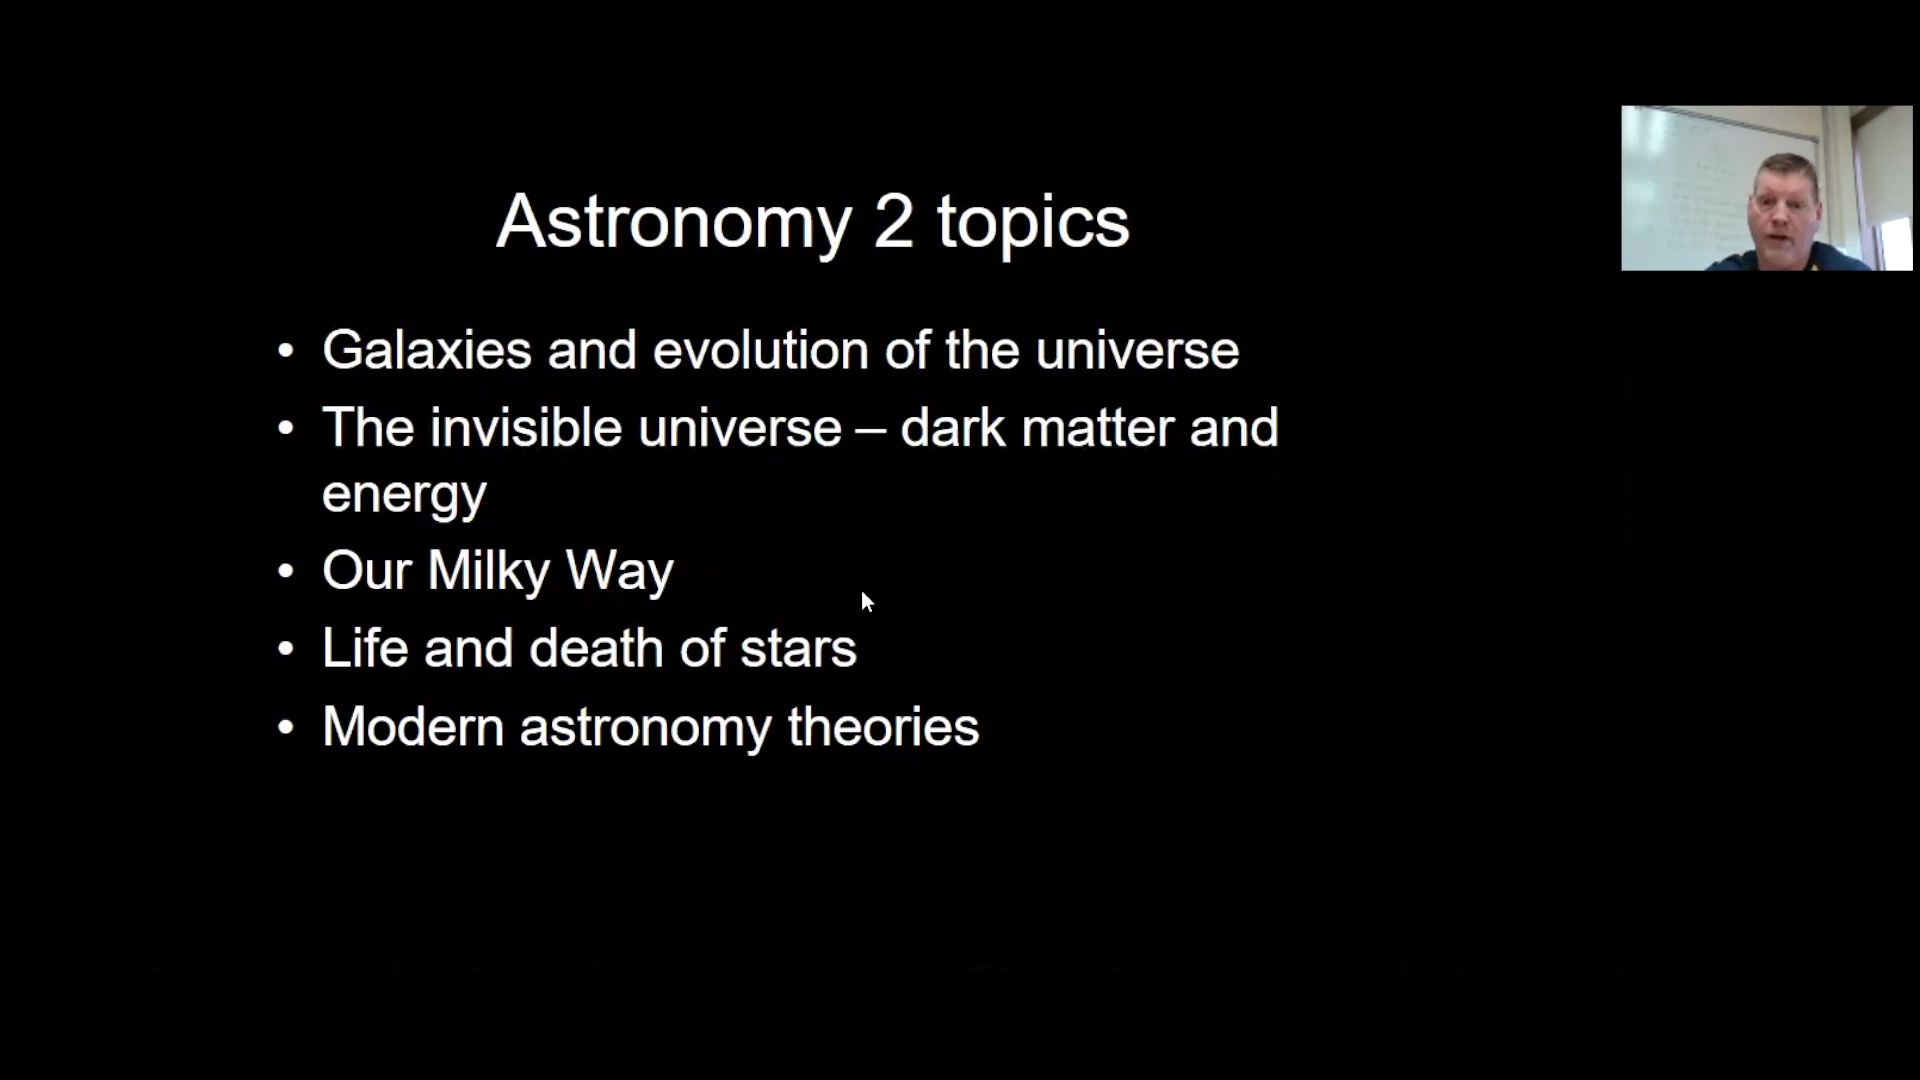 Astronomy 2 topics
• Galaxies and evolution of the universe
• The invisible universe – dark matter and
energy
• Our Milky Way
• Life and death of stars
• Modern astronomy theories